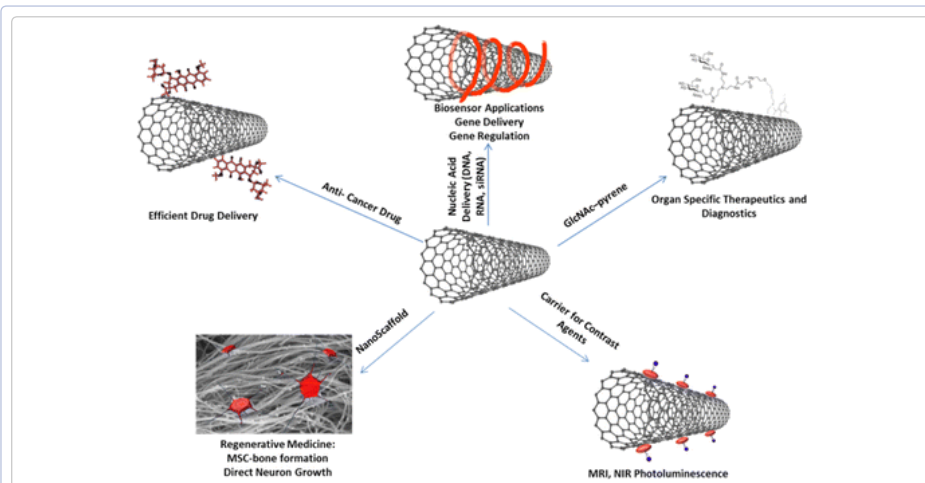 Biosensor Applications
Gene Delivery
Gene Regulation
Efficient Drug Delivery
Anti- Cancer Drug
Nucleic Acid
Delivery (DNA,
RNA, siRNA)
GlcNAc–pyrene
Organ Specific Therapeutics and
Diagnostics
NanoScaffold
Carrier for Contrast
Agents
Regenerative Medicine:
MSC-bone formation
Direct Neuron Growth
MRI, NIR Photoluminescence